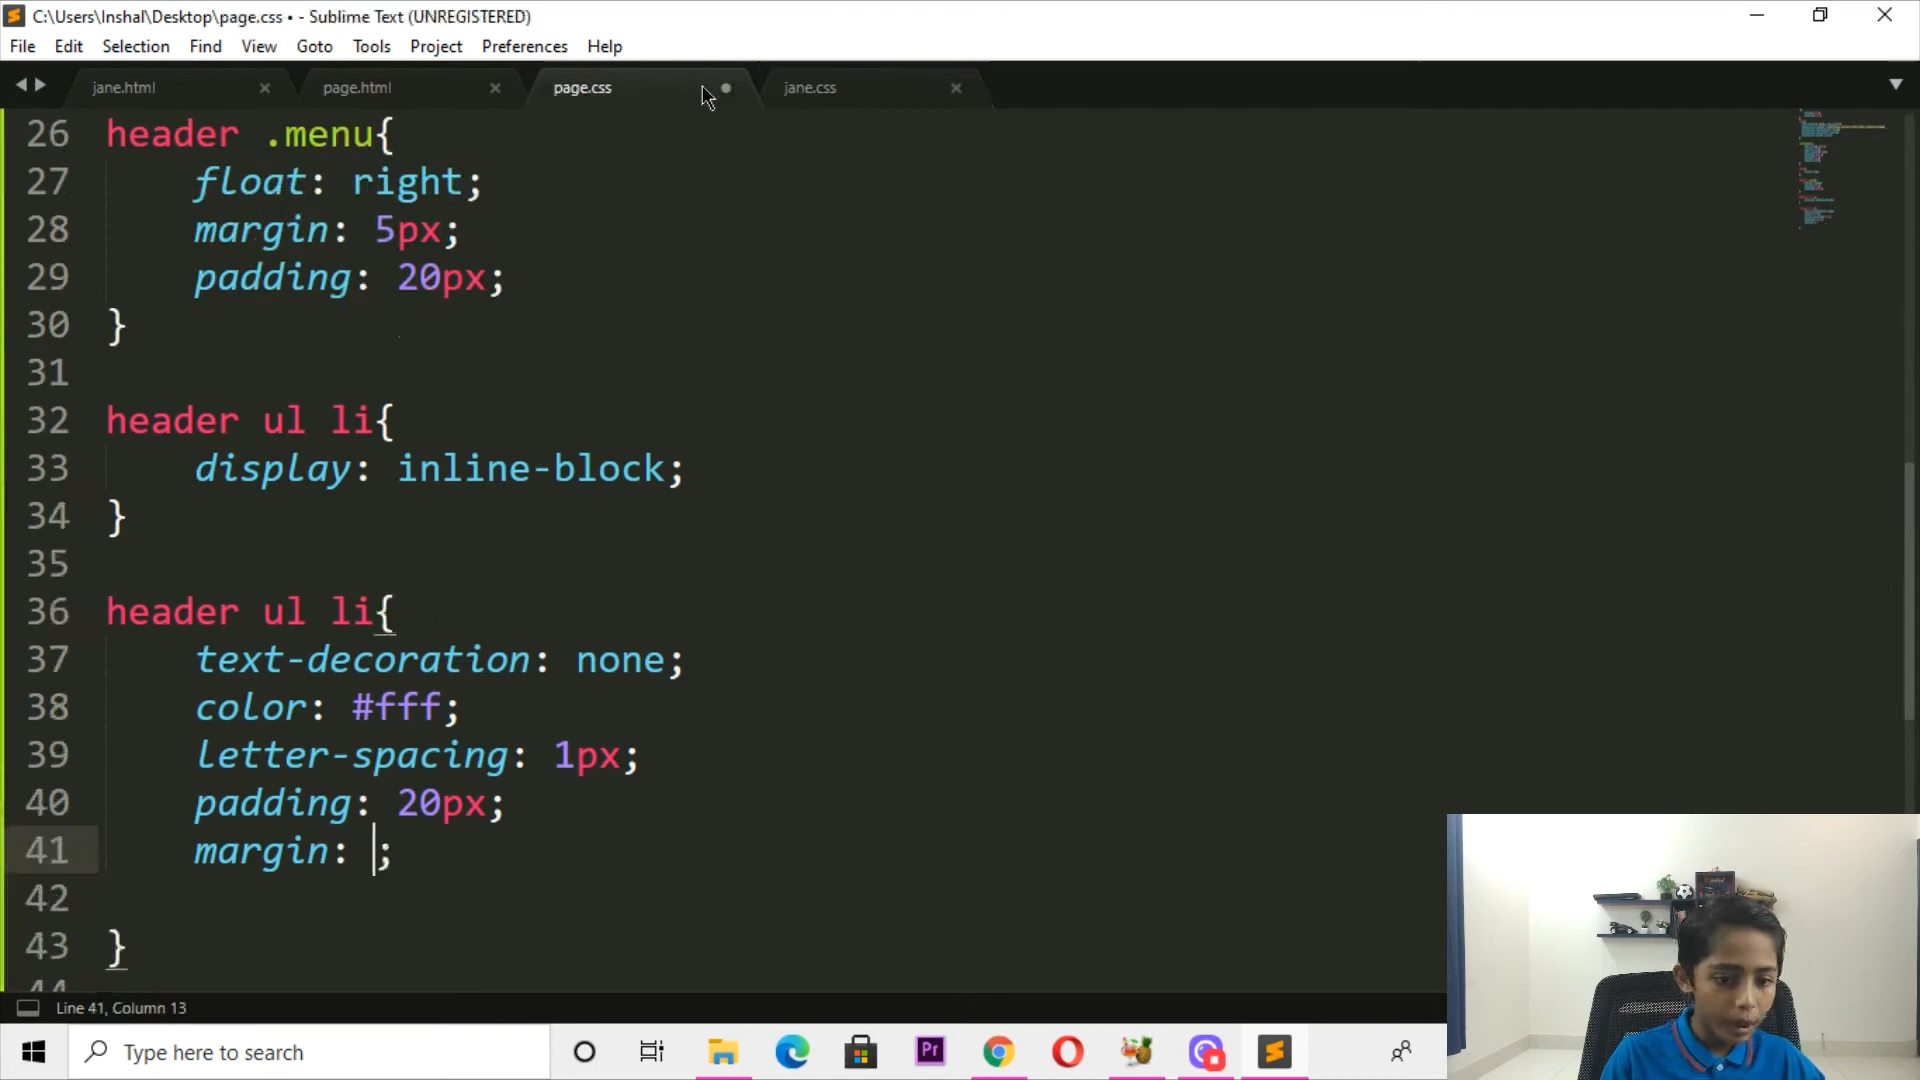 C:\Users\Inshal\Desktop\page.css • - Sublime Text (UNREGISTERED)
File Edit Selection Find View Goto Tools Project Preferences Help
jane.html page.html page.css jane.css
26 header .menu{
27 float: right;
28 margin: 5px;
29 padding: 20px;
30 }
31
32 header ul li{
33 display: inline-block;
34 }
35
36 header ul li{
37 text-decoration: none;
38 color: #fff;
39 letter-spacing: 1px;
40 padding: 20px;
41 margin: ;
42
43 }
44
Line 41, Column 13
Type here to search
Pr